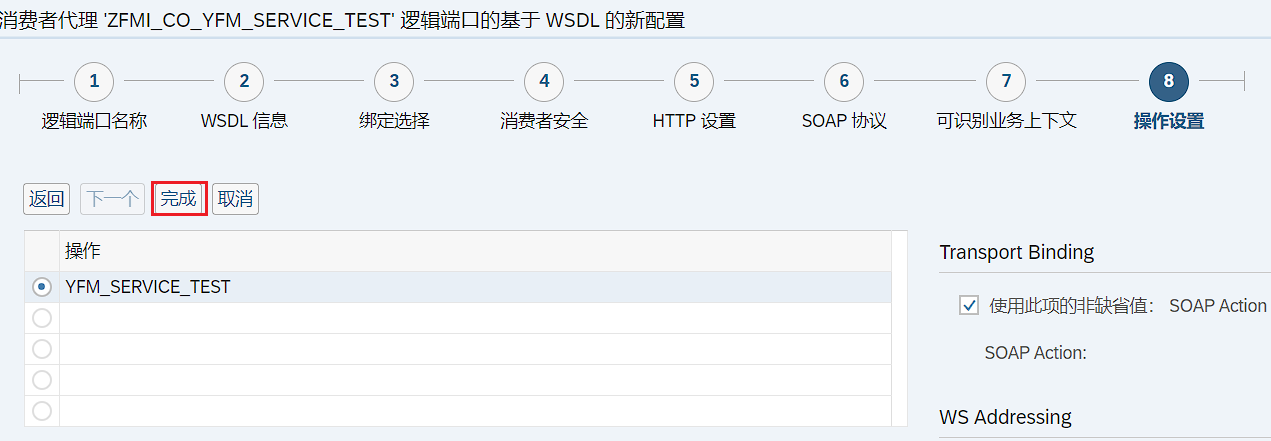 消费者代理 'ZFMI_CO_YFM_SERVICE_TEST' 逻辑端口的基于 WSDL 的新配置
1 2 3 4 5 6 7 8
逻辑端口名称 WSDL 信息 绑定选择 消费者安全 HTTP 设置 SOAP 协议 可识别业务上下文 操作设置
返回 下一个 完成 取消
操作
YFM_SERVICE_TEST
Transport Binding
使用此项的非缺省值： SOAP Action
SOAP Action:
WS Addressing